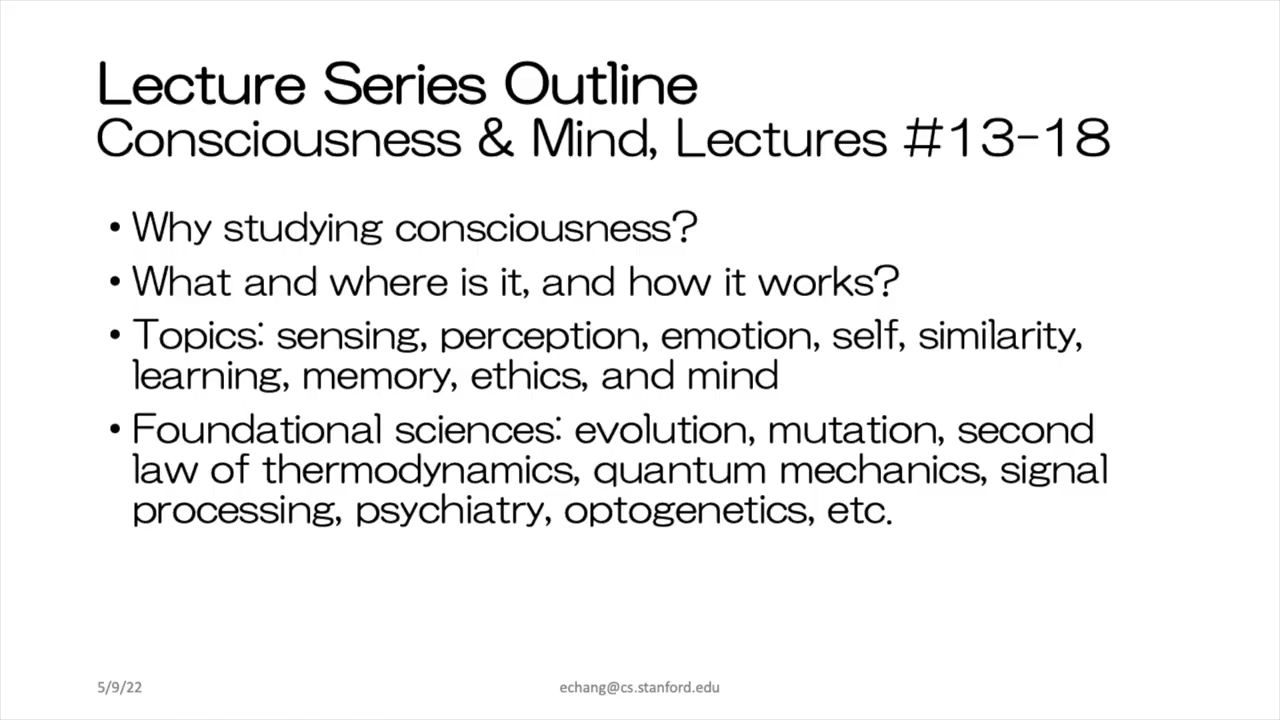 Lecture Series Outline
Consciousness & Mind, Lectures #13-18
• Why studying consciousness?
• What and where is it, and how it works?
• Topics: sensing, perception, emotion, self, similarity,
learning, memory, ethics, and mind
• Foundational sciences: evolution, mutation, second
law of thermodynamics, quantum mechanics, signal
processing, psychiatry, optogenetics, etc.
5/9/22
echang@cs.stanford.edu